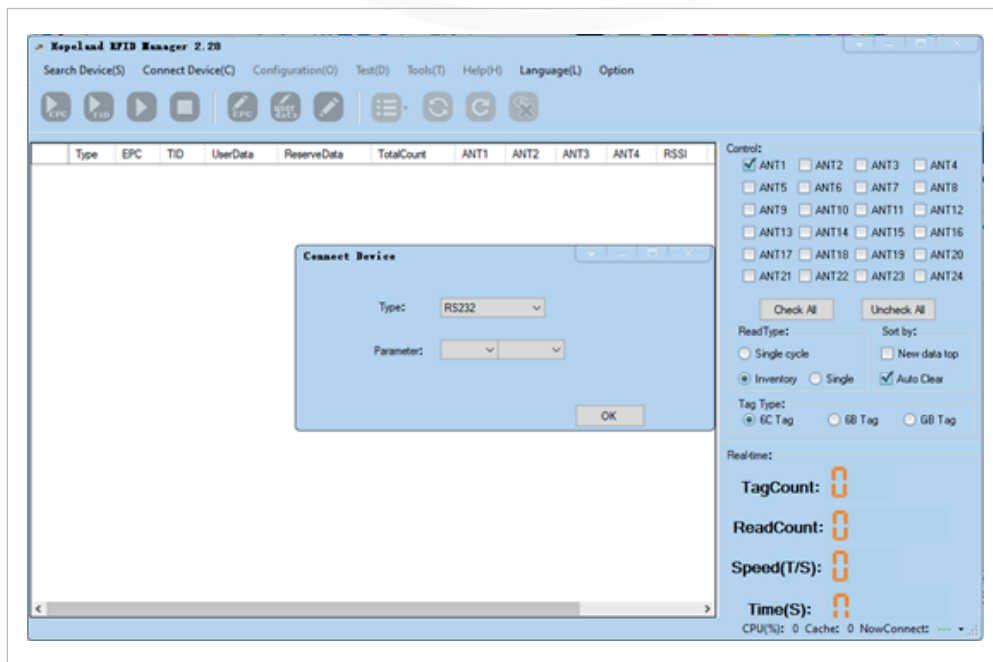 Hopeland RFID Manager 2.28
Search Device(S) Connect Device(C) Configuration(O) Test(D) Tools(T) Help(H) Language(L) Option
EPC TID EPC user data
Type EPC TID UserData ReserveData TotalCount ANT1 ANT2 ANT3 ANT4 RSSI
Control:
ANT1 ANT2 ANT3 ANT4
ANT5 ANT6 ANT7 ANT8
ANT9 ANT10 ANT11 ANT12
ANT13 ANT14 ANT15 ANT16
ANT17 ANT18 ANT19 ANT20
ANT21 ANT22 ANT23 ANT24
Check All Uncheck All
ReadType: Sort by:
Single cycle New data top
Inventory Single Auto Clear
Tag Type:
6C Tag 6B Tag GB Tag
Connect Device
Type: RS232
Parameter:
OK
Real-time:
TagCount: 0
ReadCount: 0
Speed(T/S): 0
Time(S): 0
CPU(%): 0 Cache: 0 NowConnect: ---